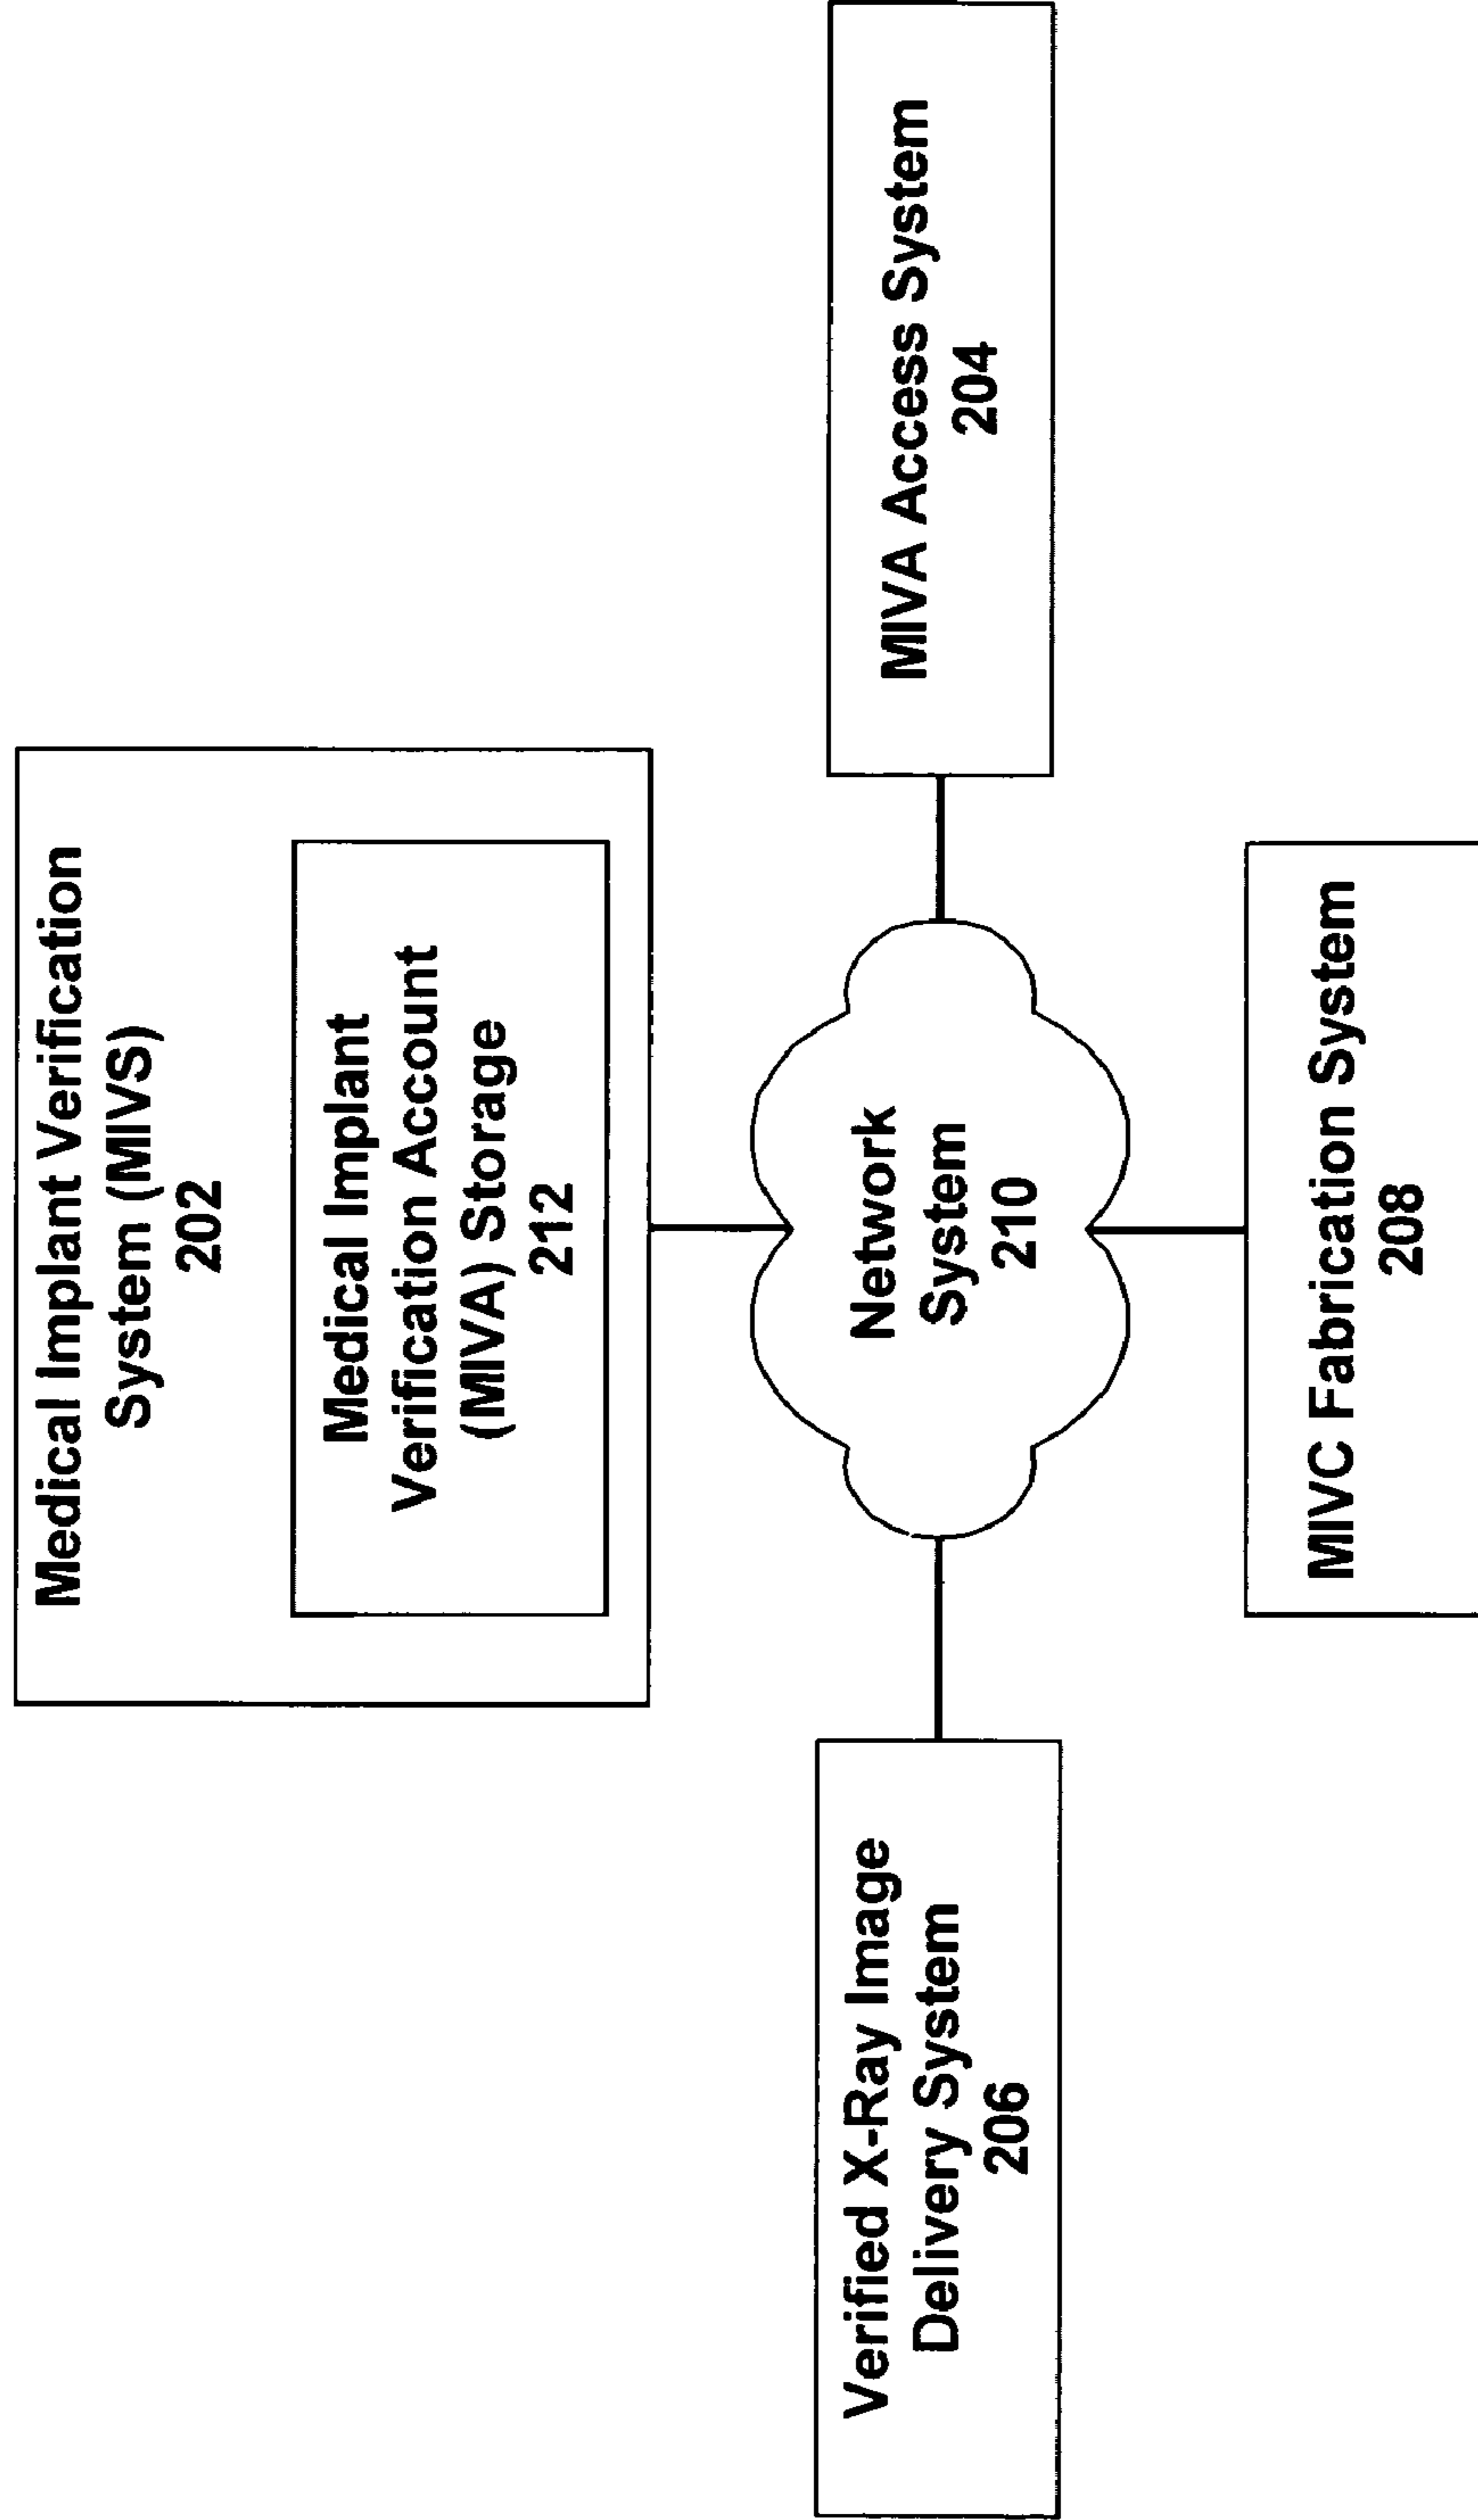 Medical Implant Verification
System (MIVS)
202
Medical Implant
Verification Account
(MIVA) Storage
212
Verified X-Ray Image
Delivery System
206
Network
System
210
MIVA Access System
204
MIVC Fabrication System
208